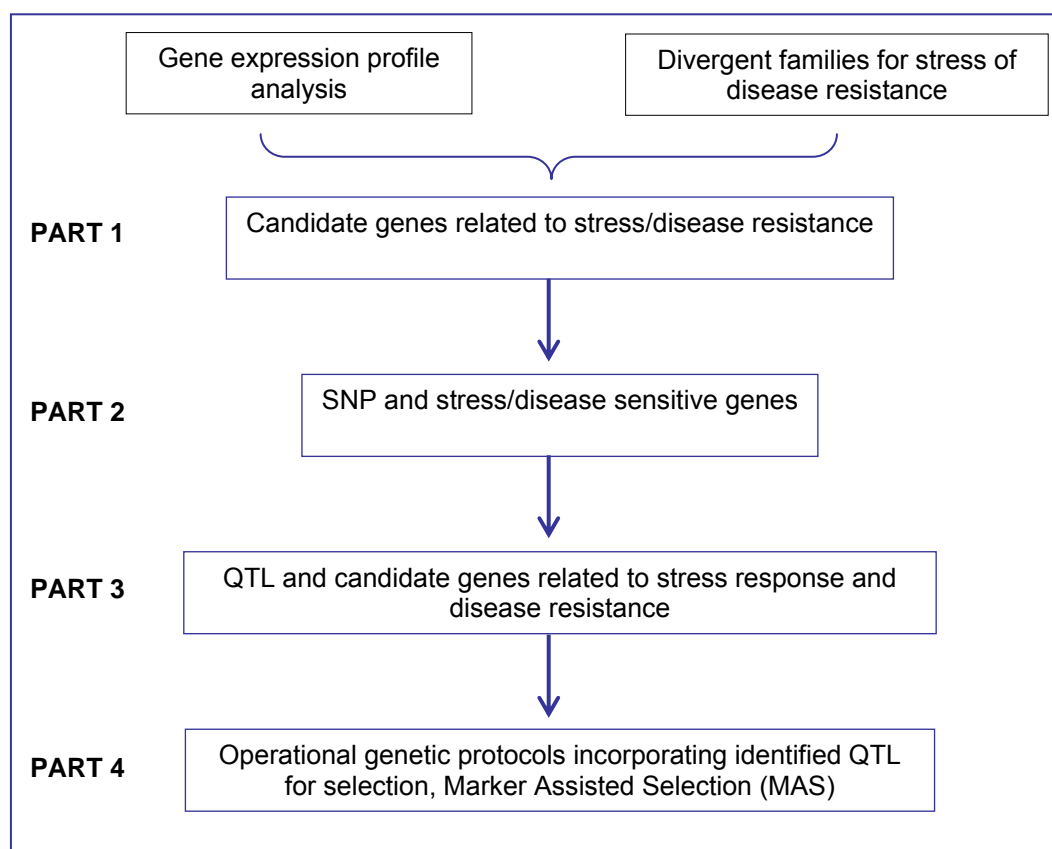 Gene expression profile
analysis
Divergent families for stress of
disease resistance
PART 1
Candidate genes related to stress/disease resistance
PART 2
SNP and stress/disease sensitive genes
PART 3
QTL and candidate genes related to stress response and
disease resistance
PART 4
Operational genetic protocols incorporating identified QTL
for selection, Marker Assisted Selection (MAS)